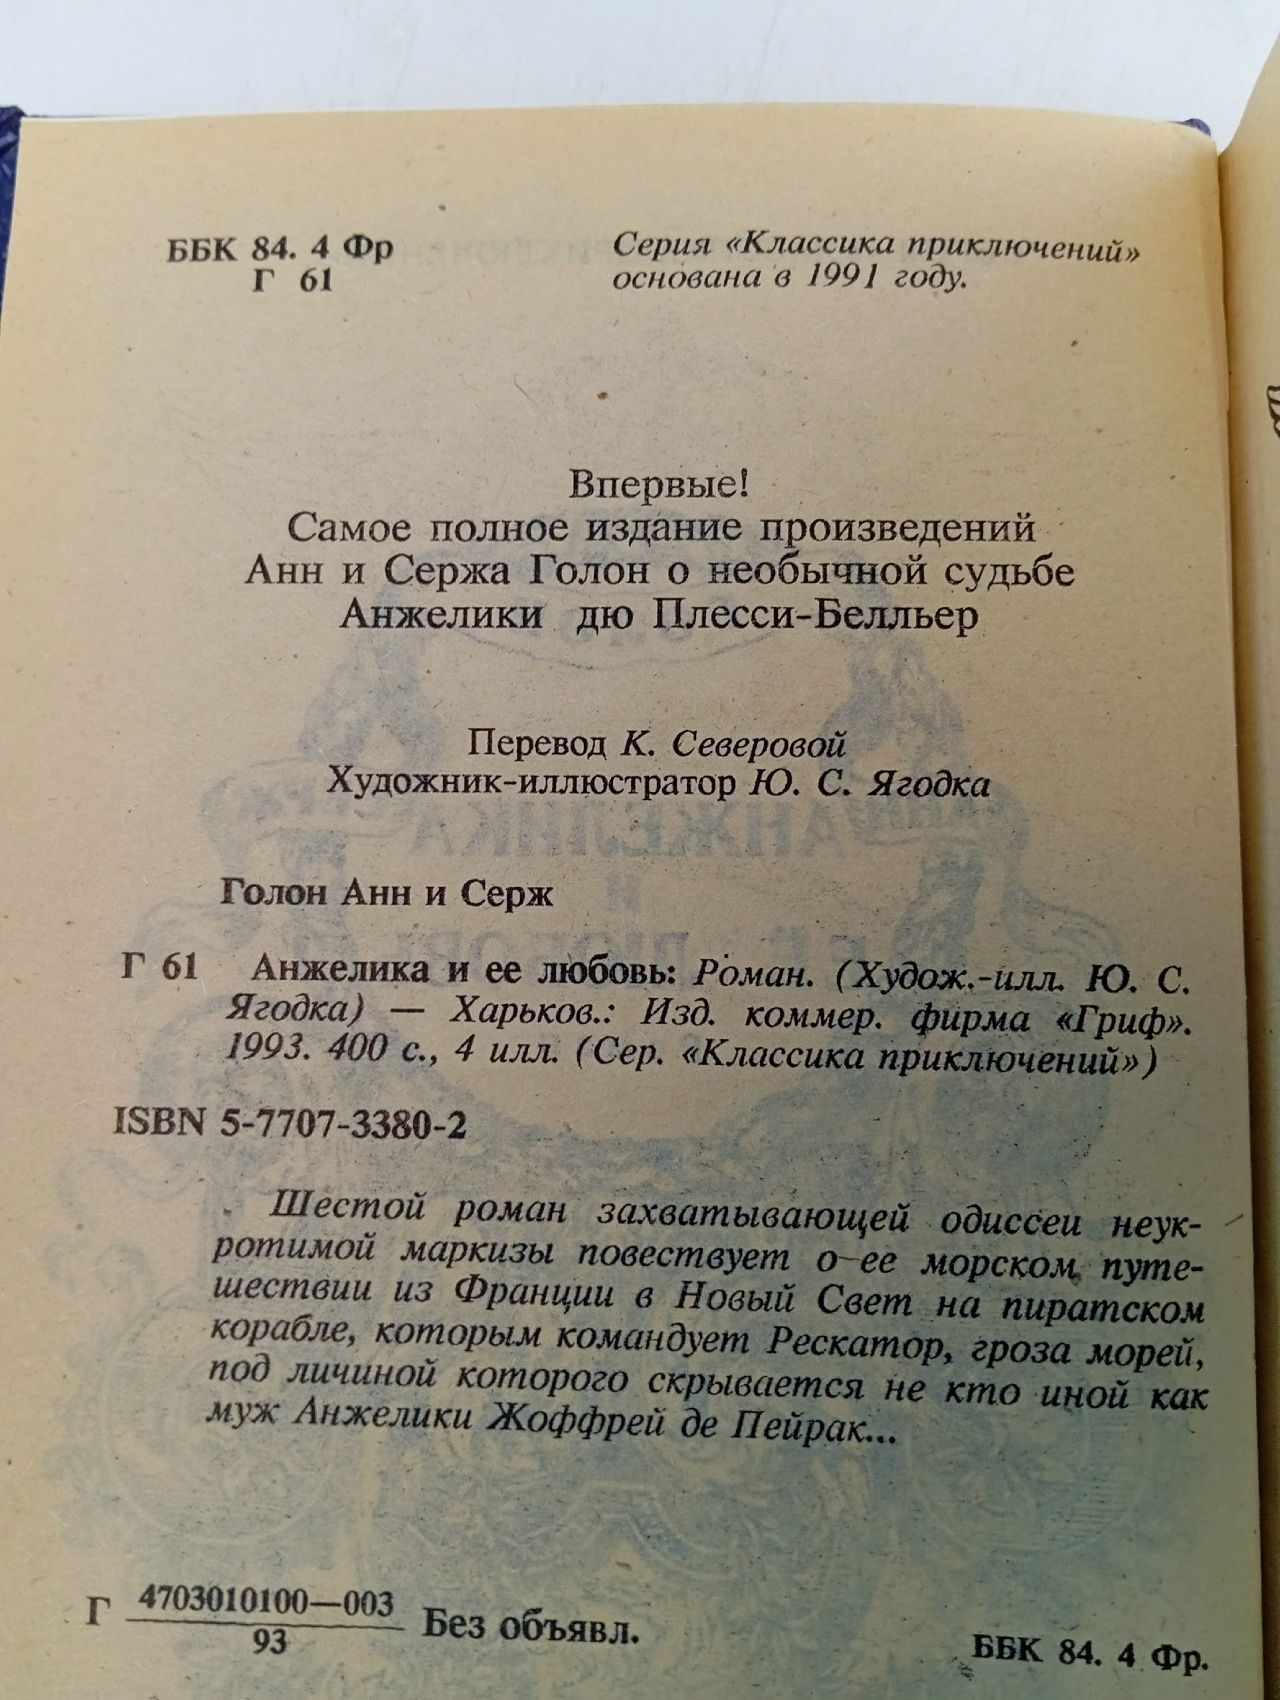 ББК 84. 4 Фр
Г 61
Серия «Классика приключений»
основана в 1991 году.
Впервые!
Самое полное издание произведений
Анн и Сержа Голон о необычной судьбе
Анжелики дю Плесси-Белльер
Перевод К. Северовой
Художник-иллюстратор Ю. С. Ягодка
Голон Анн и Серж
Г 61 Анжелика и ее любовь: Роман. (Худож.-илл. Ю. С.
Ягодка) — Харьков.: Изд. коммер. фирма «Гриф».
1993. 400 с., 4 илл. (Сер. «Классика приключений»)
ISBN 5-7707-3380-2
Шестой роман захватывающей одиссеи неук-
ротимой маркизы повествует о ее морском путе-
шествии из Франции в Новый Свет на пиратском
корабле, которым командует Рескатор, гроза морей,
под личиной которого скрывается не кто иной как
муж Анжелики Жоффрей де Пейрак...
Г 4703010100—003
93
Без объявл.
ББК 84. 4 Фр.